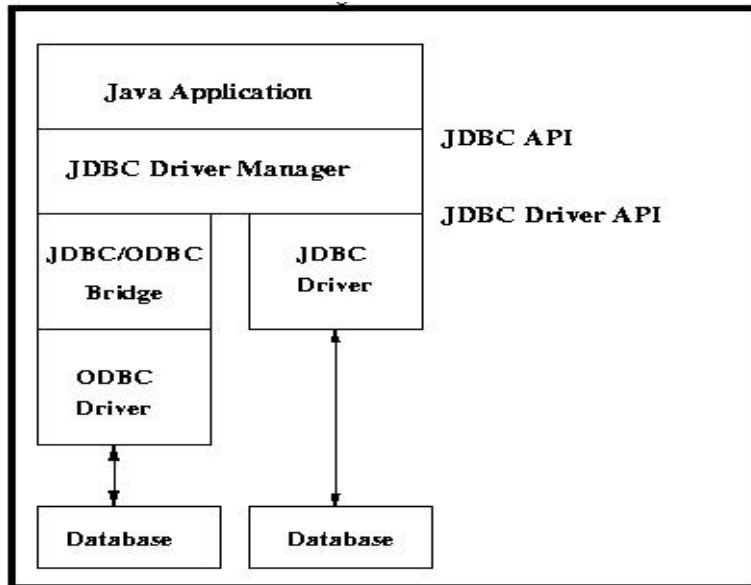 Java Application
JDBC API
JDBC Driver Manager
JDBC Driver API
JDBC/ODBC
Bridge
JDBC
Driver
ODBC
Driver
Database
Database